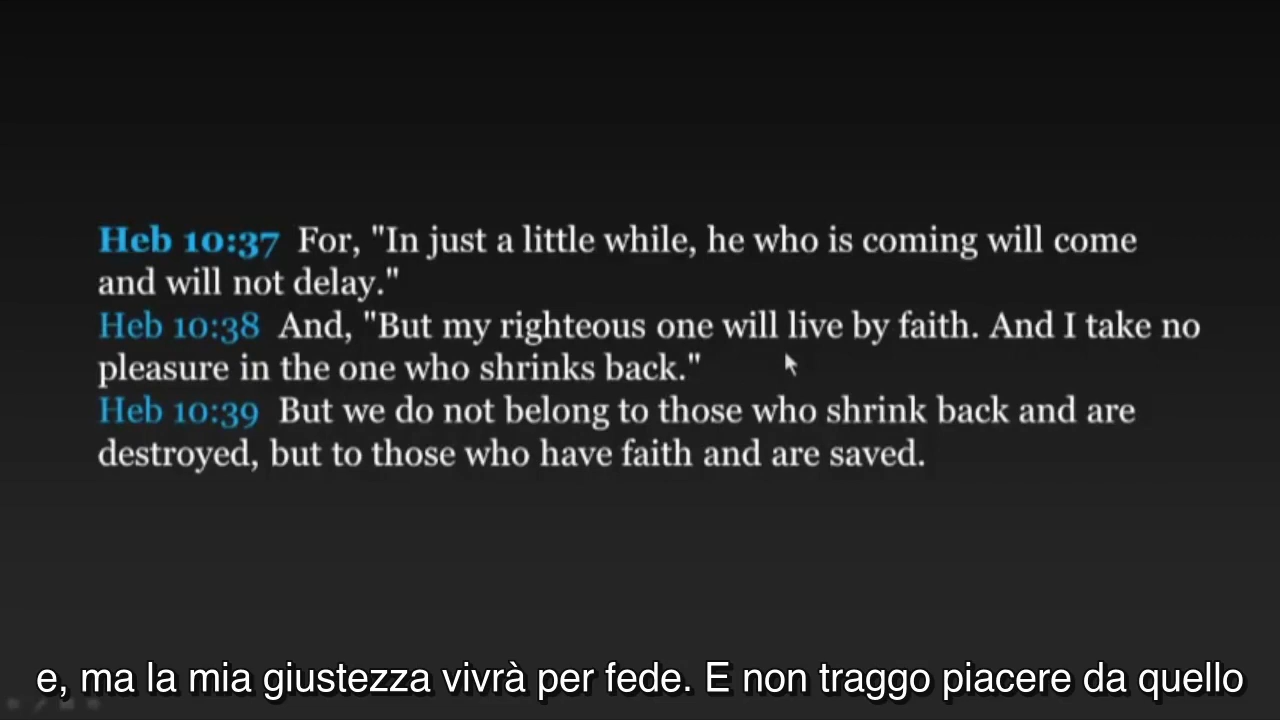 Heb 10:37 For, "In just a little while, he who is coming will come
and will not delay."
Heb 10:38 And, "But my righteous one will live by faith. And I take no
pleasure in the one who shrinks back."
Heb 10:39 But we do not belong to those who shrink back and are
destroyed, but to those who have faith and are saved.
e, ma la mia giustezza vivrà per fede. E non traggo piacere da quello